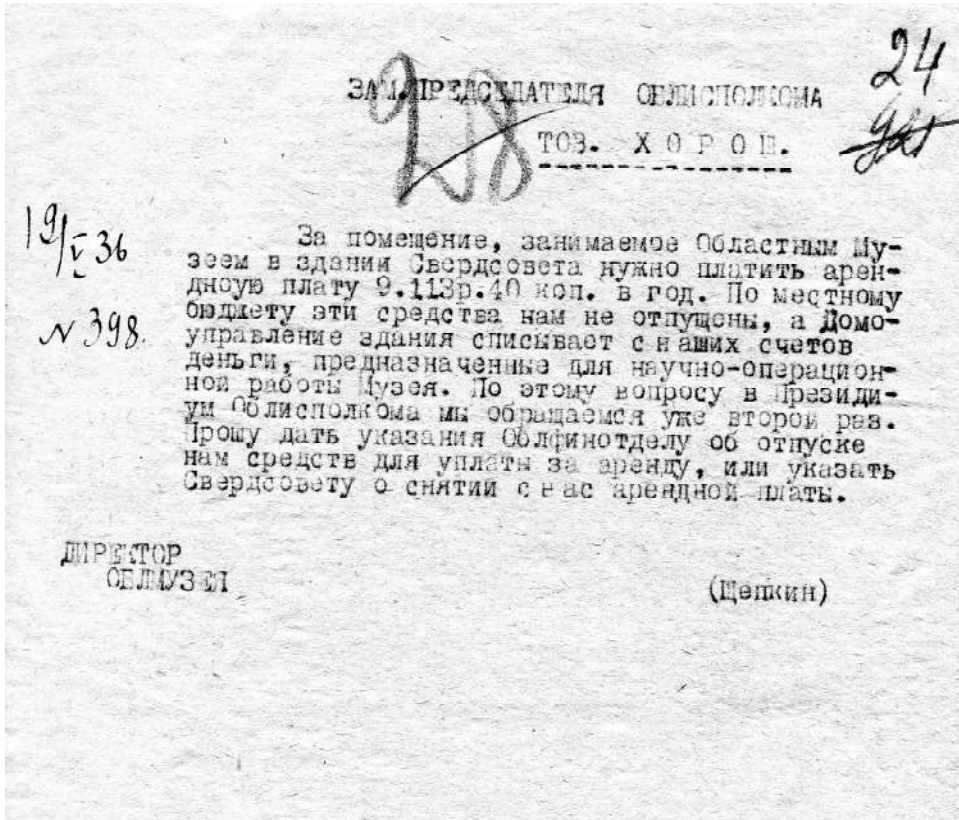 24
ЗАМ.ПРЕДСЕДАТЕЛЯ ОБЛИСПОЛКОМА
208
ТОВ. Х О Р О Ш.
19/V 36
N 398.
За помещение, занимаемое Областным Му-
зеем в здании Свердсовета нужно платить арен-
дную плату 9.113р.40 коп. в год. По местному
бюджету эти средства нам не отпущены, а Домо-
управление здания списывает с наших счетов
деньги, предназначенные для научно-операцион-
ной работы Музея. По этому вопросу в Президи-
ум Облисполкома мы обращаемся уже второй раз.
Прошу дать указания Облфинотделу об отпуске
нам средств для уплаты за аренду, или указать
Свердсовету о снятии с нас арендной платы.
ДИРЕКТОР
ОБЛМУЗЕЯ
(Щепкин)